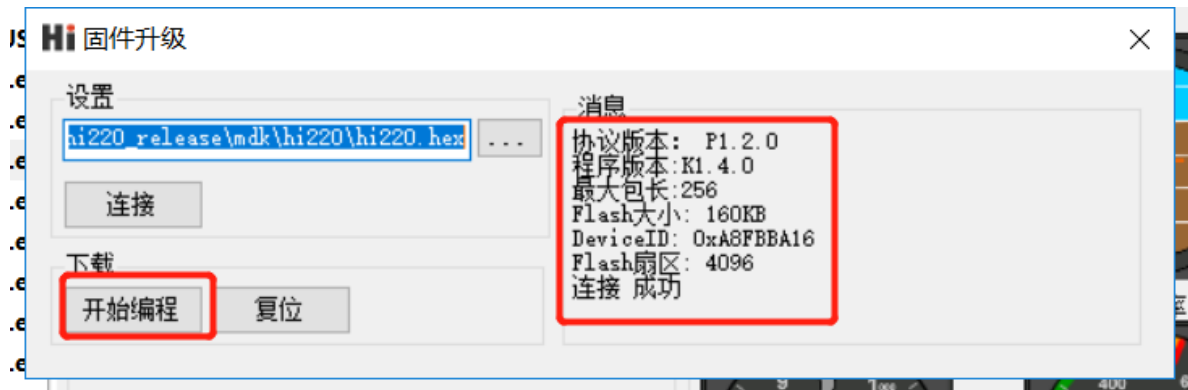 Hi 固件升级
设置
hi220_release\mdk\hi220\hi220.hex
...
连接
下载
开始编程
复位
消息
协议版本: P1.2.0
程序版本:K1.4.0
最大包长:256
Flash大小: 160KB
DeviceID: 0xA8FBBA16
Flash扇区: 4096
连接 成功
9
400